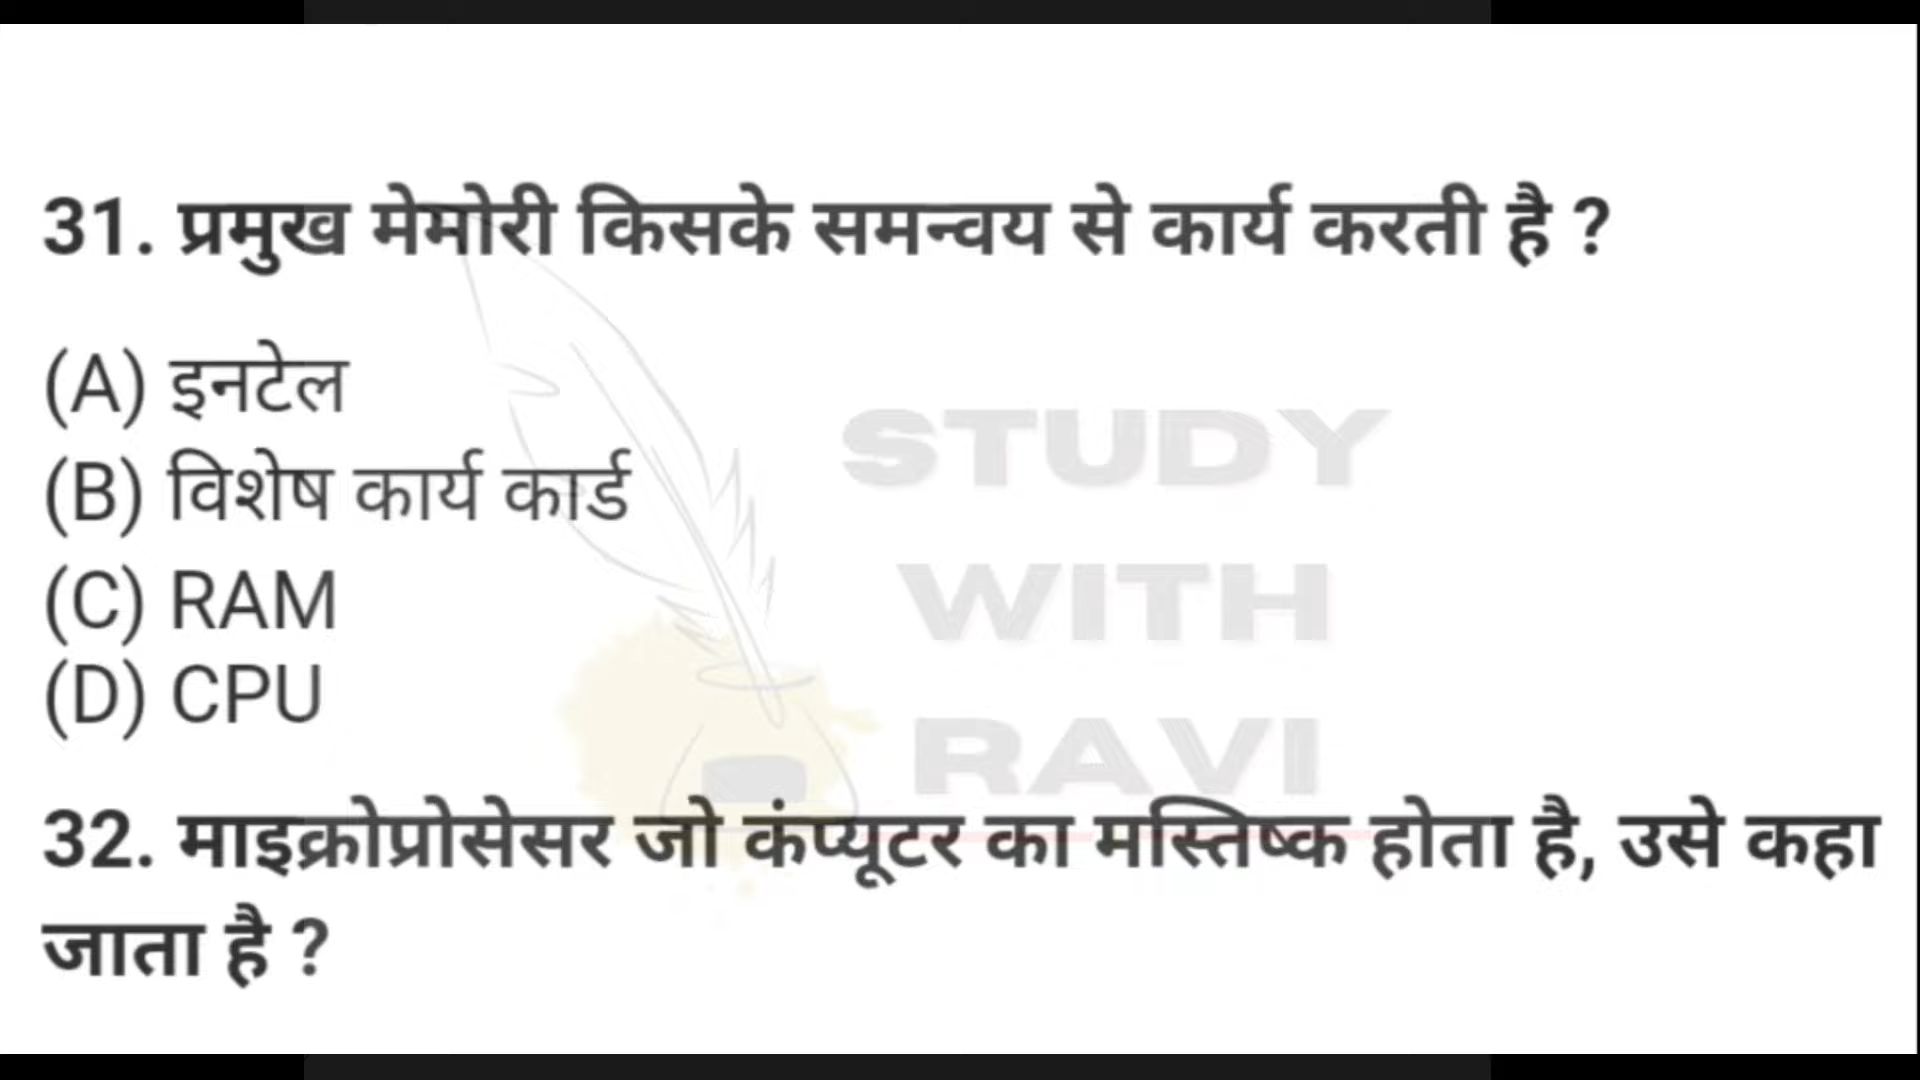 31. प्रमुख मेमोरी किसके समन्वय से कार्य करती है ?
(A) इनटेल
(B) विशेष कार्य कार्ड
(C) RAM
(D) CPU
STUDY
WITH
RAVI
32. माइक्रोप्रोसेसर जो कंप्यूटर का मस्तिष्क होता है, उसे कहा
जाता है ?